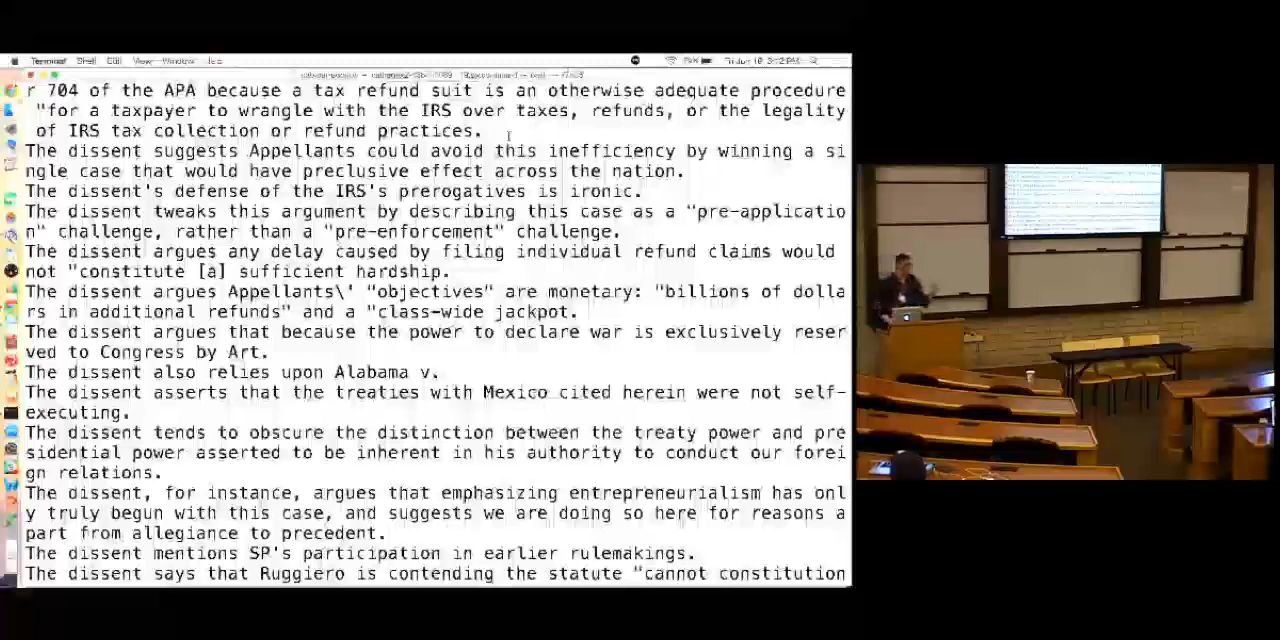 Terminal Shell Edit View Window Help
r 704 of the APA because a tax refund suit is an otherwise adequate procedure
"for a taxpayer to wrangle with the IRS over taxes, refunds, or the legality
of IRS tax collection or refund practices.
The dissent suggests Appellants could avoid this inefficiency by winning a si
ngle case that would have preclusive effect across the nation.
The dissent's defense of the IRS's prerogatives is ironic.
The dissent tweaks this argument by describing this case as a "pre-applicatio
n" challenge, rather than a "pre-enforcement" challenge.
The dissent argues any delay caused by filing individual refund claims would
not "constitute [a] sufficient hardship.
The dissent argues Appellants\' "objectives" are monetary: "billions of dolla
rs in additional refunds" and a "class-wide jackpot.
The dissent argues that because the power to declare war is exclusively reser
ved to Congress by Art.
The dissent also relies upon Alabama v.
The dissent asserts that the treaties with Mexico cited herein were not self-
executing.
The dissent tends to obscure the distinction between the treaty power and pre
sidential power asserted to be inherent in his authority to conduct our forei
gn relations.
The dissent, for instance, argues that emphasizing entrepreneurialism has onl
y truly begun with this case, and suggests we are doing so here for reasons a
part from allegiance to precedent.
The dissent mentions SP's participation in earlier rulemakings.
The dissent says that Ruggiero is contending the statute "cannot constitution